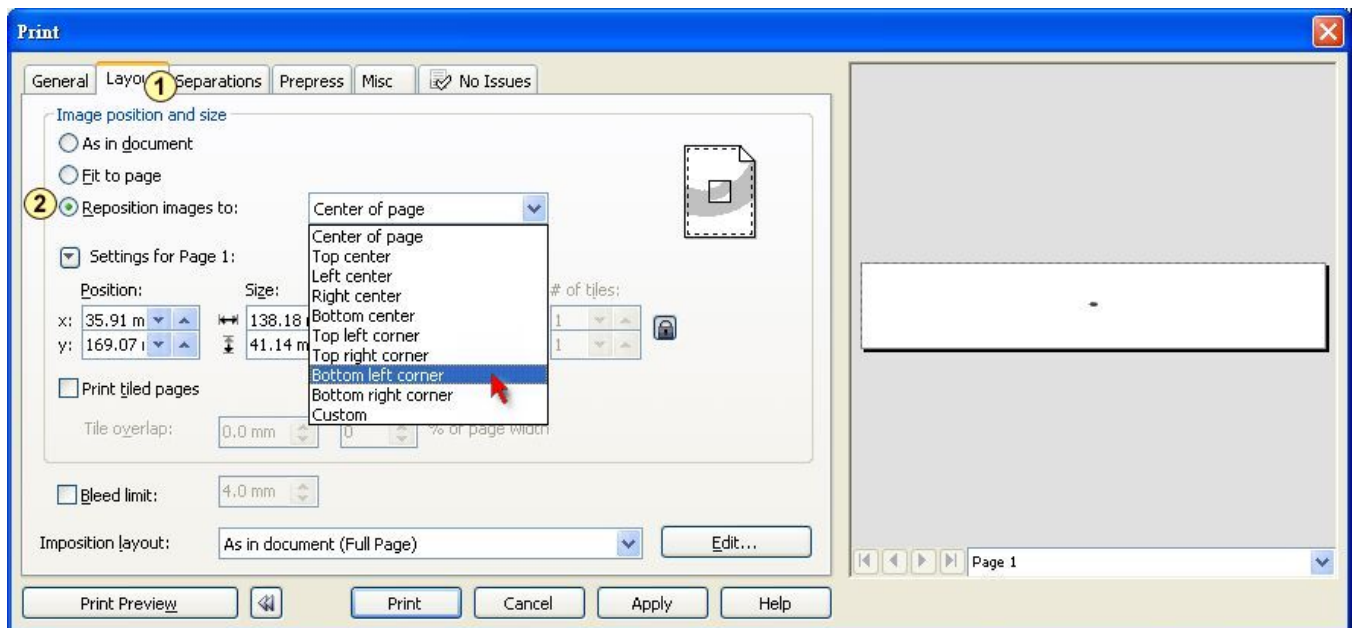 Print
General Layou 1 Separations Prepress Misc No Issues
Image position and size
As in document
Fit to page
2 Reposition images to: Center of page
Center of page
Top center
Left center
Right center
Bottom center
Top left corner
Top right corner
Bottom left corner
Bottom right corner
Custom
Settings for Page 1:
Position: Size: # of tiles:
x: 35.91 m 138.18 1
y: 169.07 41.14 m 1
Print tiled pages
Tile overlap: 0.0 mm 0 % of page width
Bleed limit: 4.0 mm
Imposition layout: As in document (Full Page) Edit...
Page 1
Print Preview Print Cancel Apply Help